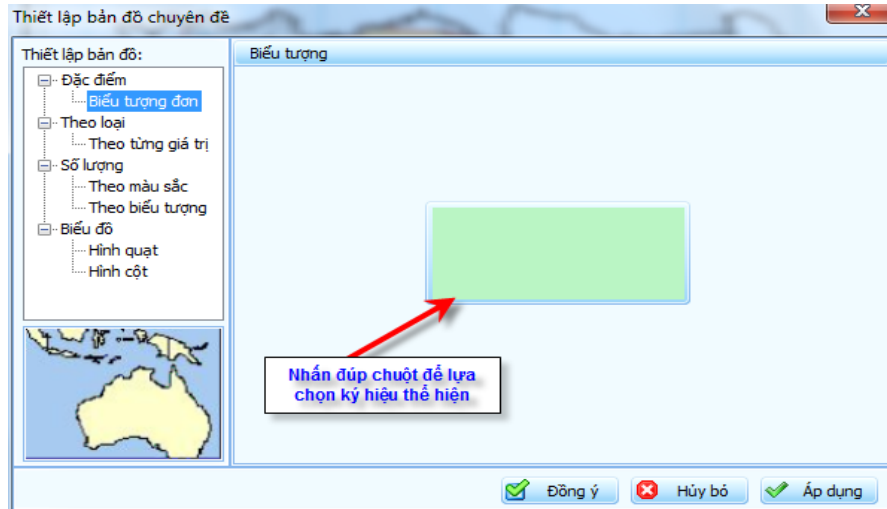 Thiết lập bản đồ chuyên đề
Thiết lập bản đồ:
Đặc điểm
Biểu tượng đơn
Theo loại
Theo từng giá trị
Số lượng
Theo màu sắc
Theo biểu tượng
Biểu đồ
Hình quạt
Hình cột
Biểu tượng
Nhấn đúp chuột để lựa
chọn ký hiệu thể hiện
Đồng ý
Hủy bỏ
Áp dụng